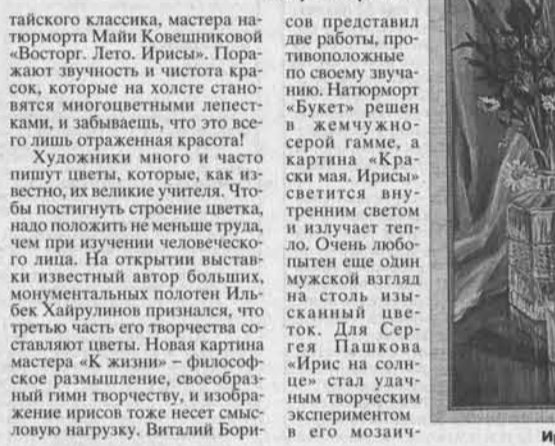 тайского классика, мастера на-
тюрморта Майи Ковешниковой
«Восторг. Лето. Ирисы». Пора-
жают звучность и чистота кра-
сок, которые на холсте стано-
вятся многоцветными лепест-
ками, и забываешь, что это все-
го лишь отраженная красота!
Художники много и часто
пишут цветы, которые, как из-
вестно, их великие учителя. Что-
бы постигнуть строение цветка,
надо положить не меньше труда,
чем при изучении человеческо-
го лица. На открытии выстав-
ки известный автор больших,
монументальных полотен Иль-
бек Хайрулинов признался, что
третью часть его творчества со-
ставляют цветы. Новая картина
мастера «К жизни» – философ-
ское размышление, своеобраз-
ный гимн творчеству, и изобра-
жение ирисов тоже несет смыс-
ловую нагрузку. Виталий Бори-
сов представил
две работы, про-
тивоположные
по своему звуча-
нию. Натюрморт
«Букет» решен
в жемчужно-
серой гамме, а
картина «Кра-
ски мая. Ирисы»
светится вну-
тренним светом
и излучает теп-
ло. Очень любо-
пытен еще один
мужской взгляд
на столь изы-
сканный цве-
ток. Для Сер-
гея Пашкова
«Ирис на солн-
це» стал удач-
ным творческим
экспериментом
в его мозаич-